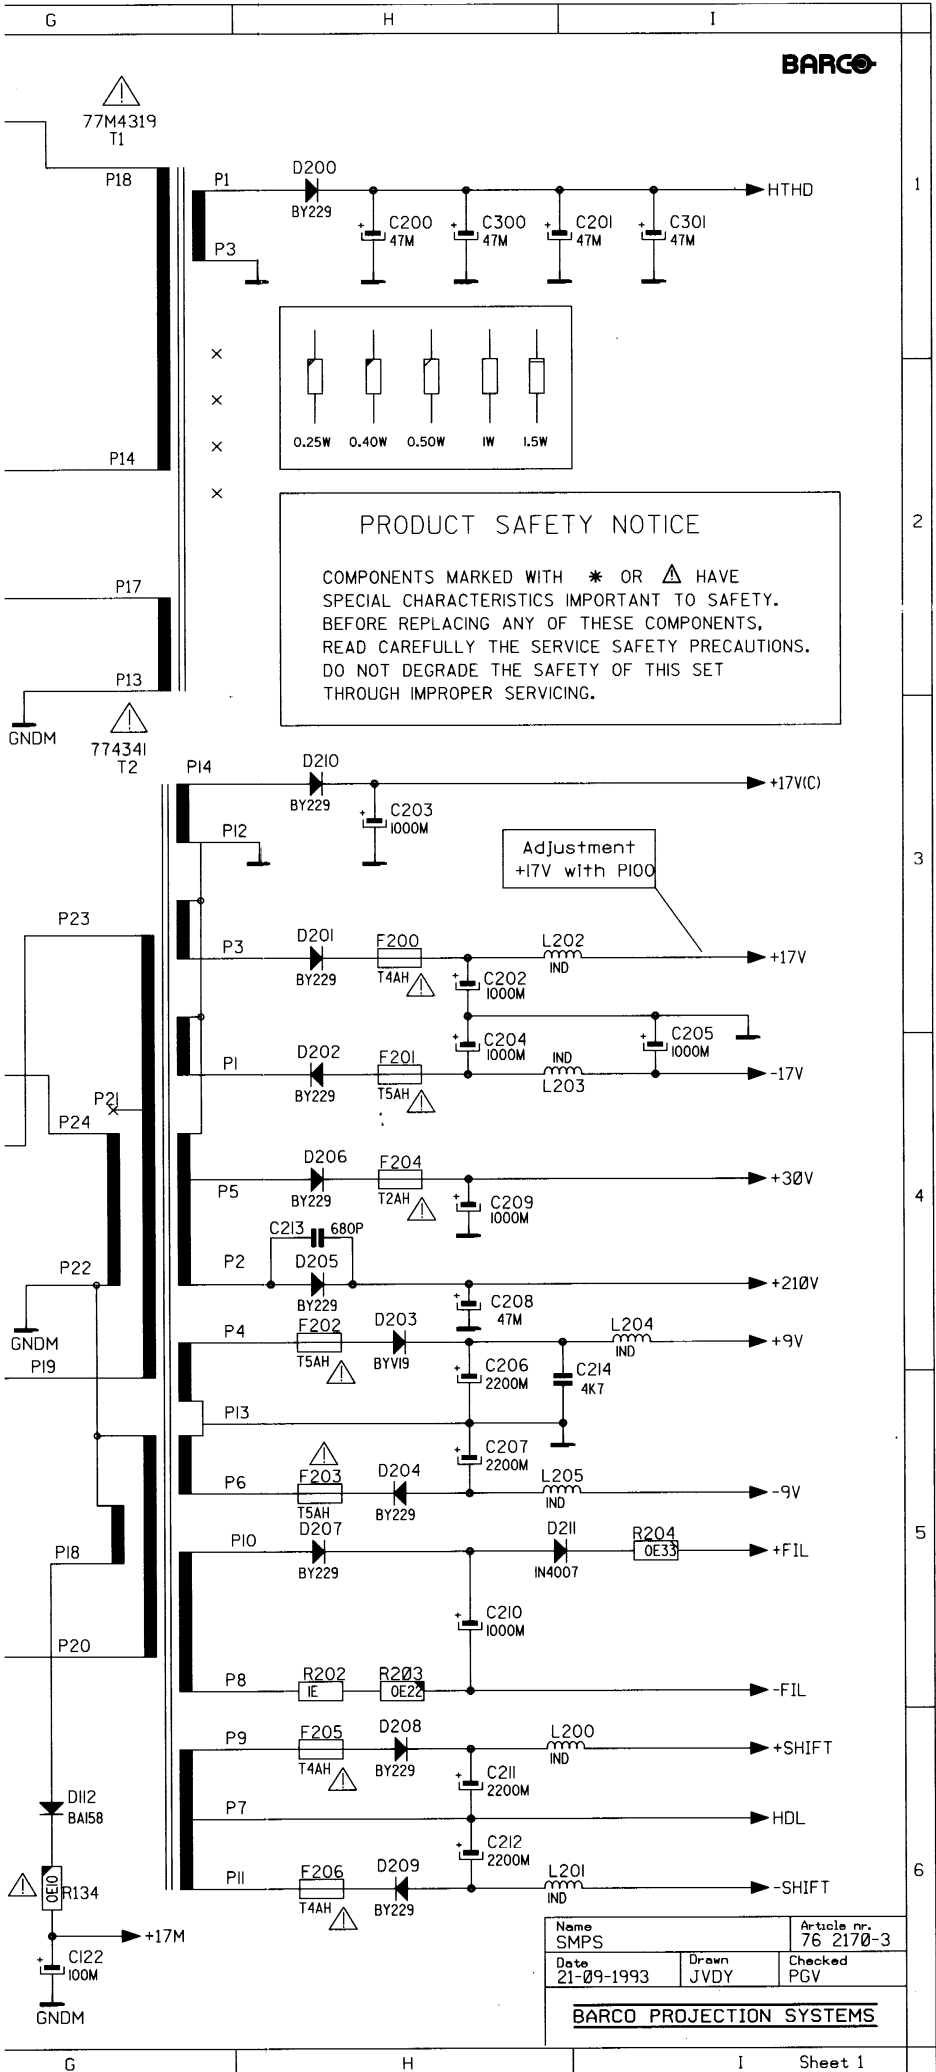 G H I
BARCO
77M4319
T1
P18
P1
D200
BY229
HTHD
1
C200
47M
C300
47M
C201
47M
C301
47M
P3
0.25W 0.40W 0.50W 1W 1.5W
P14
2
PRODUCT SAFETY NOTICE
COMPONENTS MARKED WITH * OR ⚠ HAVE
SPECIAL CHARACTERISTICS IMPORTANT TO SAFETY.
BEFORE REPLACING ANY OF THESE COMPONENTS,
READ CAREFULLY THE SERVICE SAFETY PRECAUTIONS.
DO NOT DEGRADE THE SAFETY OF THIS SET
THROUGH IMPROPER SERVICING.
P17
P13
GNDM
774341
T2
P14
D210
BY229
+17V(C)
C203
1000M
P12
Adjustment
+17V with P100
3
P23
P3
D201
BY229
F200
T4AH
L202
IND
+17V
C202
1000M
C204
1000M
C205
1000M
P1
D202
BY229
F201
T5AH
IND
L203
-17V
P21
P24
P5
D206
BY229
F204
T2AH
+30V
4
C209
1000M
C213 680P
P22
P2
D205
BY229
+210V
C208
47M
GNDM
P4
F202
T5AH
D203
BYV19
L204
IND
+9V
P19
C206
2200M
C214
4K7
P13
C207
2200M
P6
F203
T5AH
D204
BY229
L205
IND
-9V
P10
D207
BY229
D211
1N4007
R204
0E33
+FIL
5
P18
C210
1000M
P20
P8
R202
1E
R203
0E22
-FIL
P9
F205
T4AH
D208
BY229
L200
IND
+SHIFT
C211
2200M
D112
BA158
P7
HDL
C212
2200M
6
0E10
R134
P11
F206
T4AH
D209
BY229
L201
IND
-SHIFT
+17M
C122
100M
GNDM
Name
SMPS
Article nr.
76 2170-3
Date
21-09-1993
Drawn
JVDY
Checked
PGV
BARCO PROJECTION SYSTEMS
G H I Sheet 1